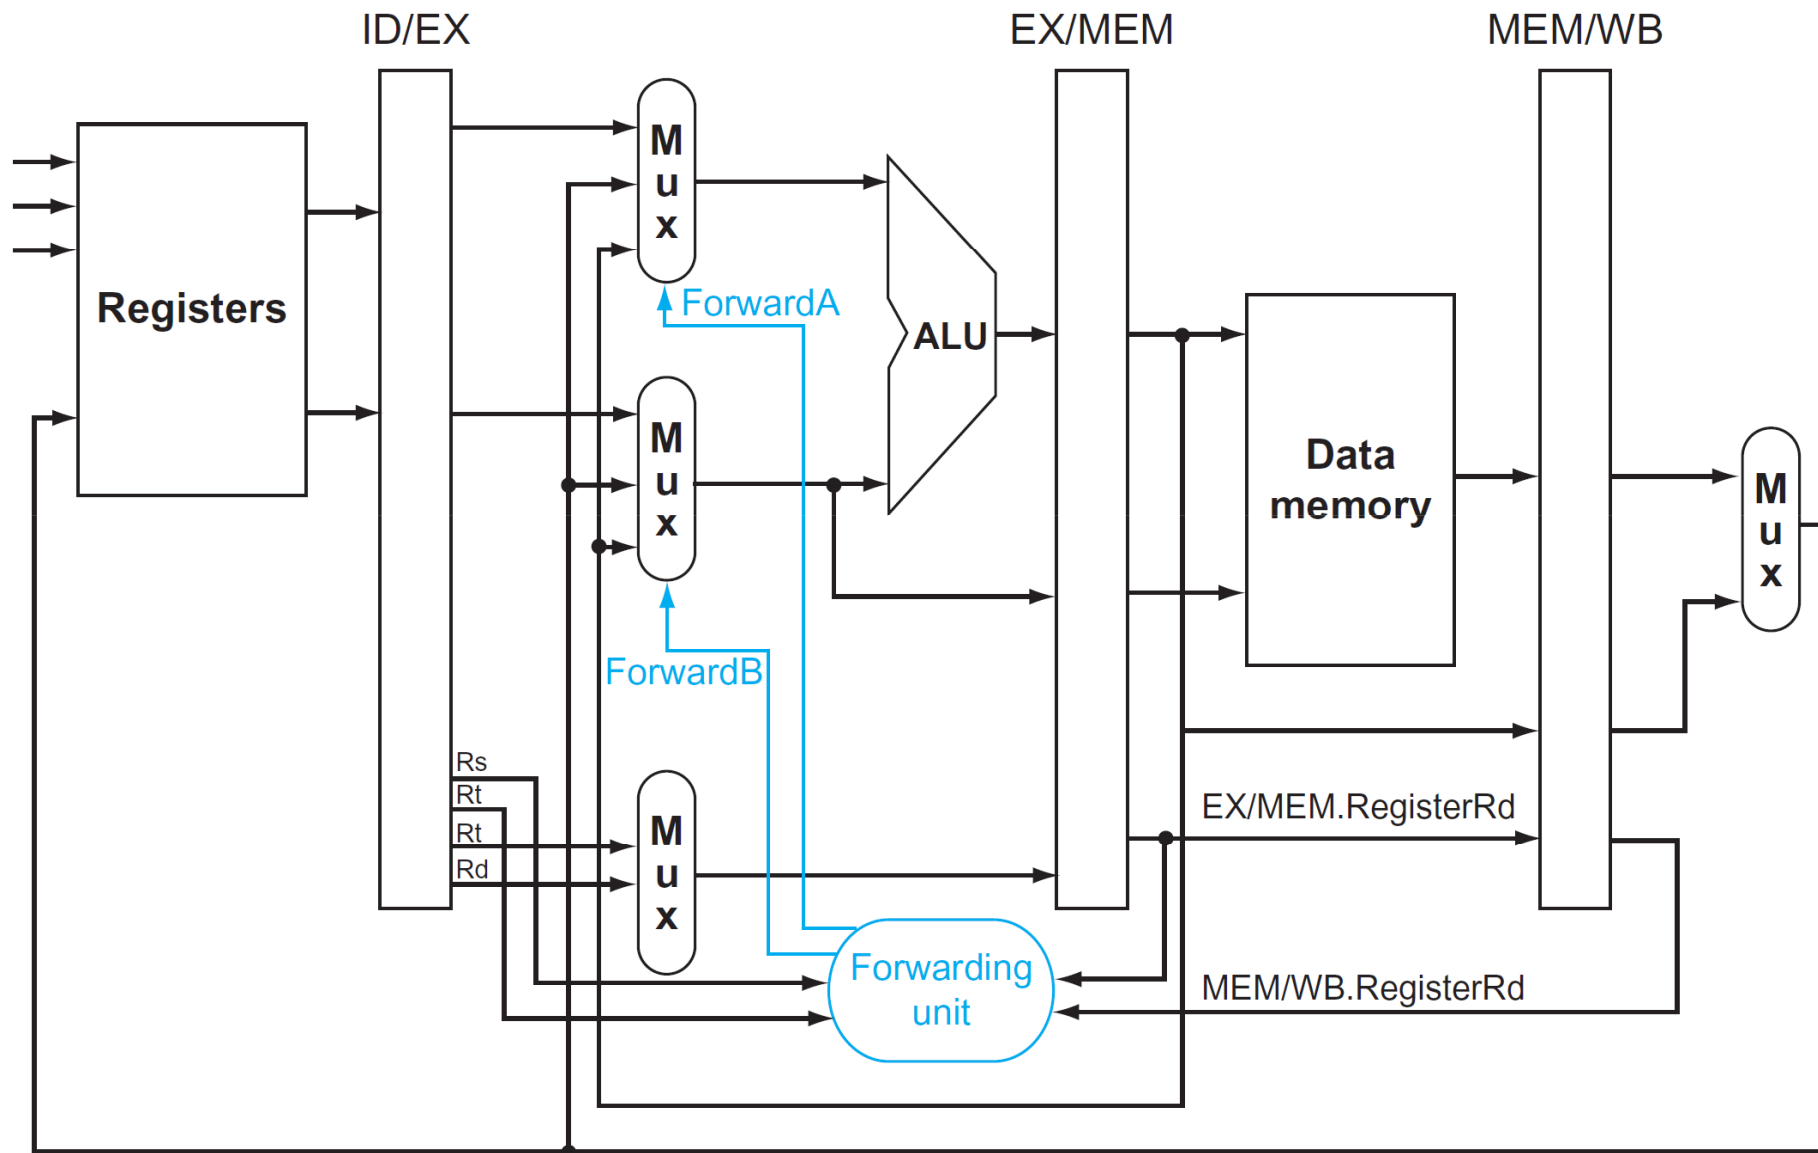 ID/EX
EX/MEM
MEM/WB
M
u
x
Registers
ForwardA
ALU
M
u
x
Data
memory
M
u
x
ForwardB
Rs
Rt
Rt
Rd
M
u
x
EX/MEM.RegisterRd
Forwarding
unit
MEM/WB.RegisterRd